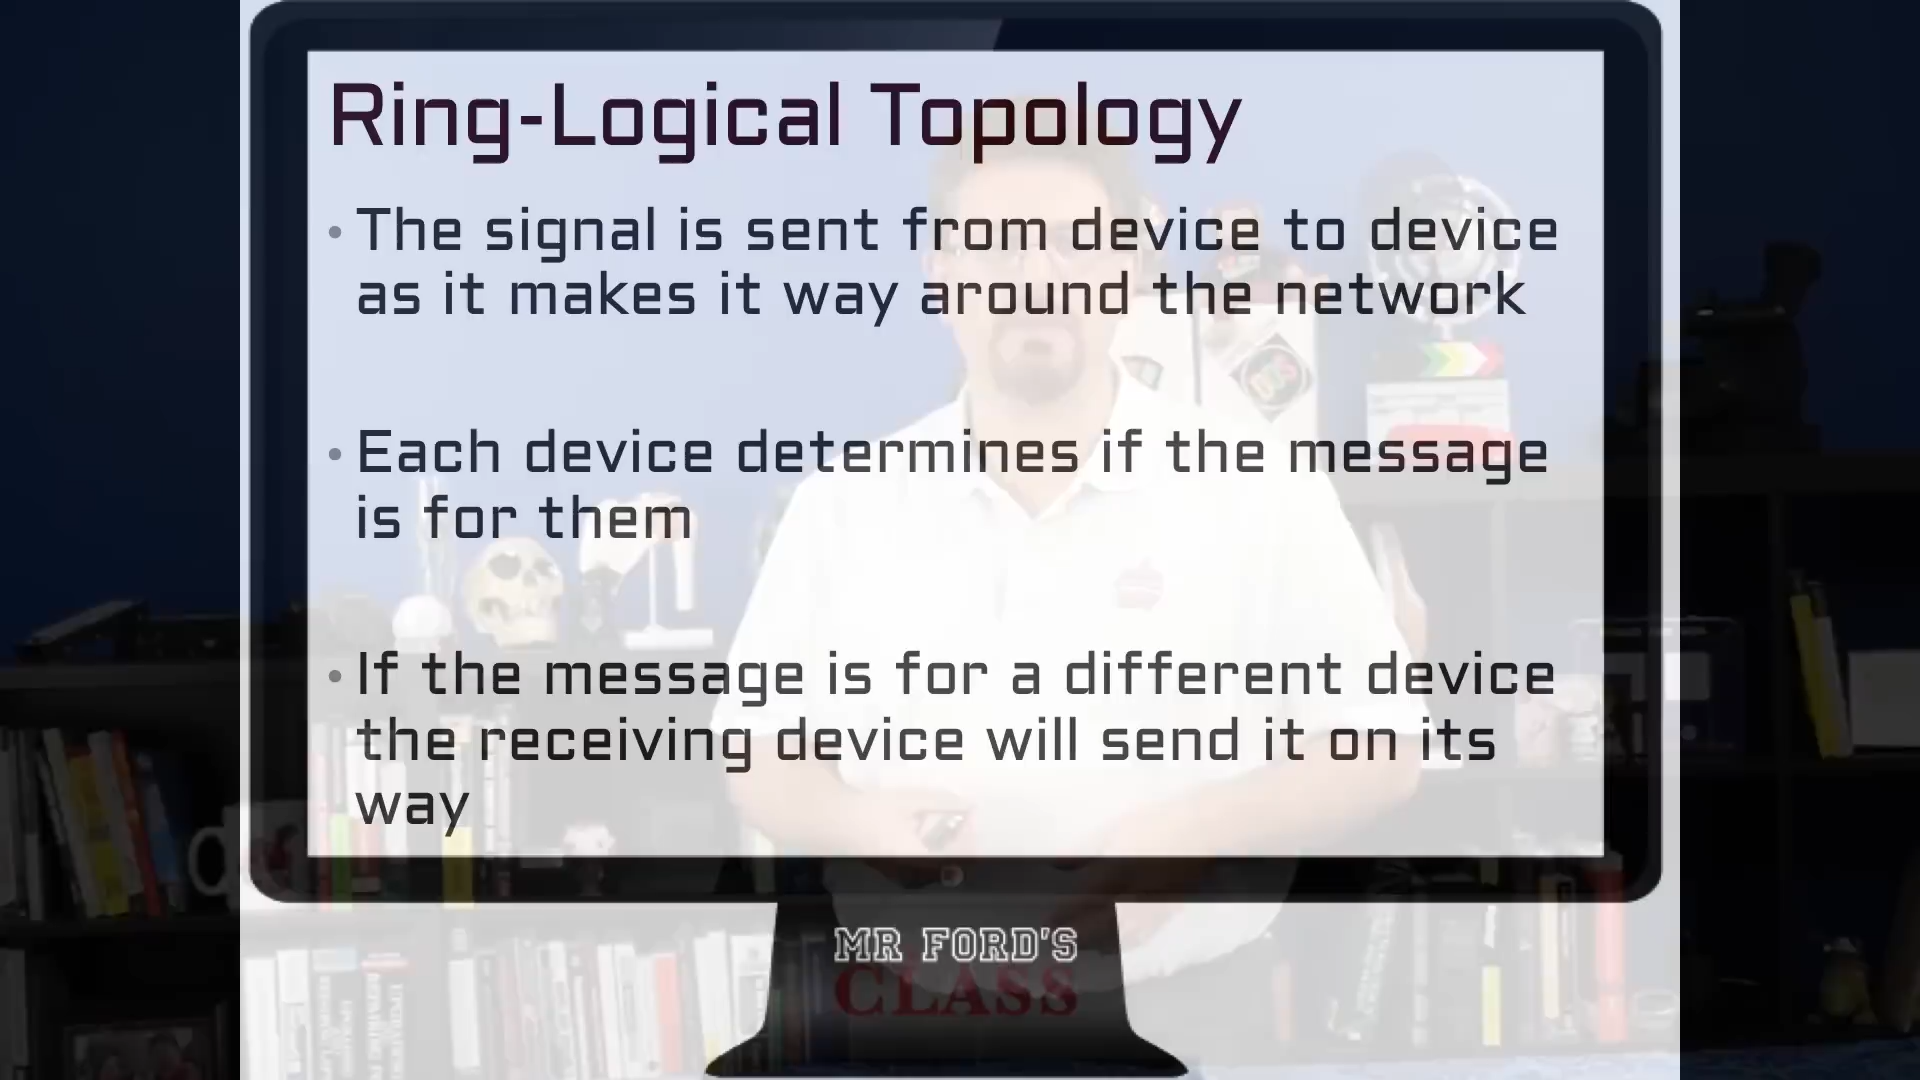 Ring-Logical Topology
• The signal is sent from device to device
as it makes it way around the network
• Each device determines if the message
is for them
• If the message is for a different device
the receiving device will send it on its
way
MR FORD'S
CLASS